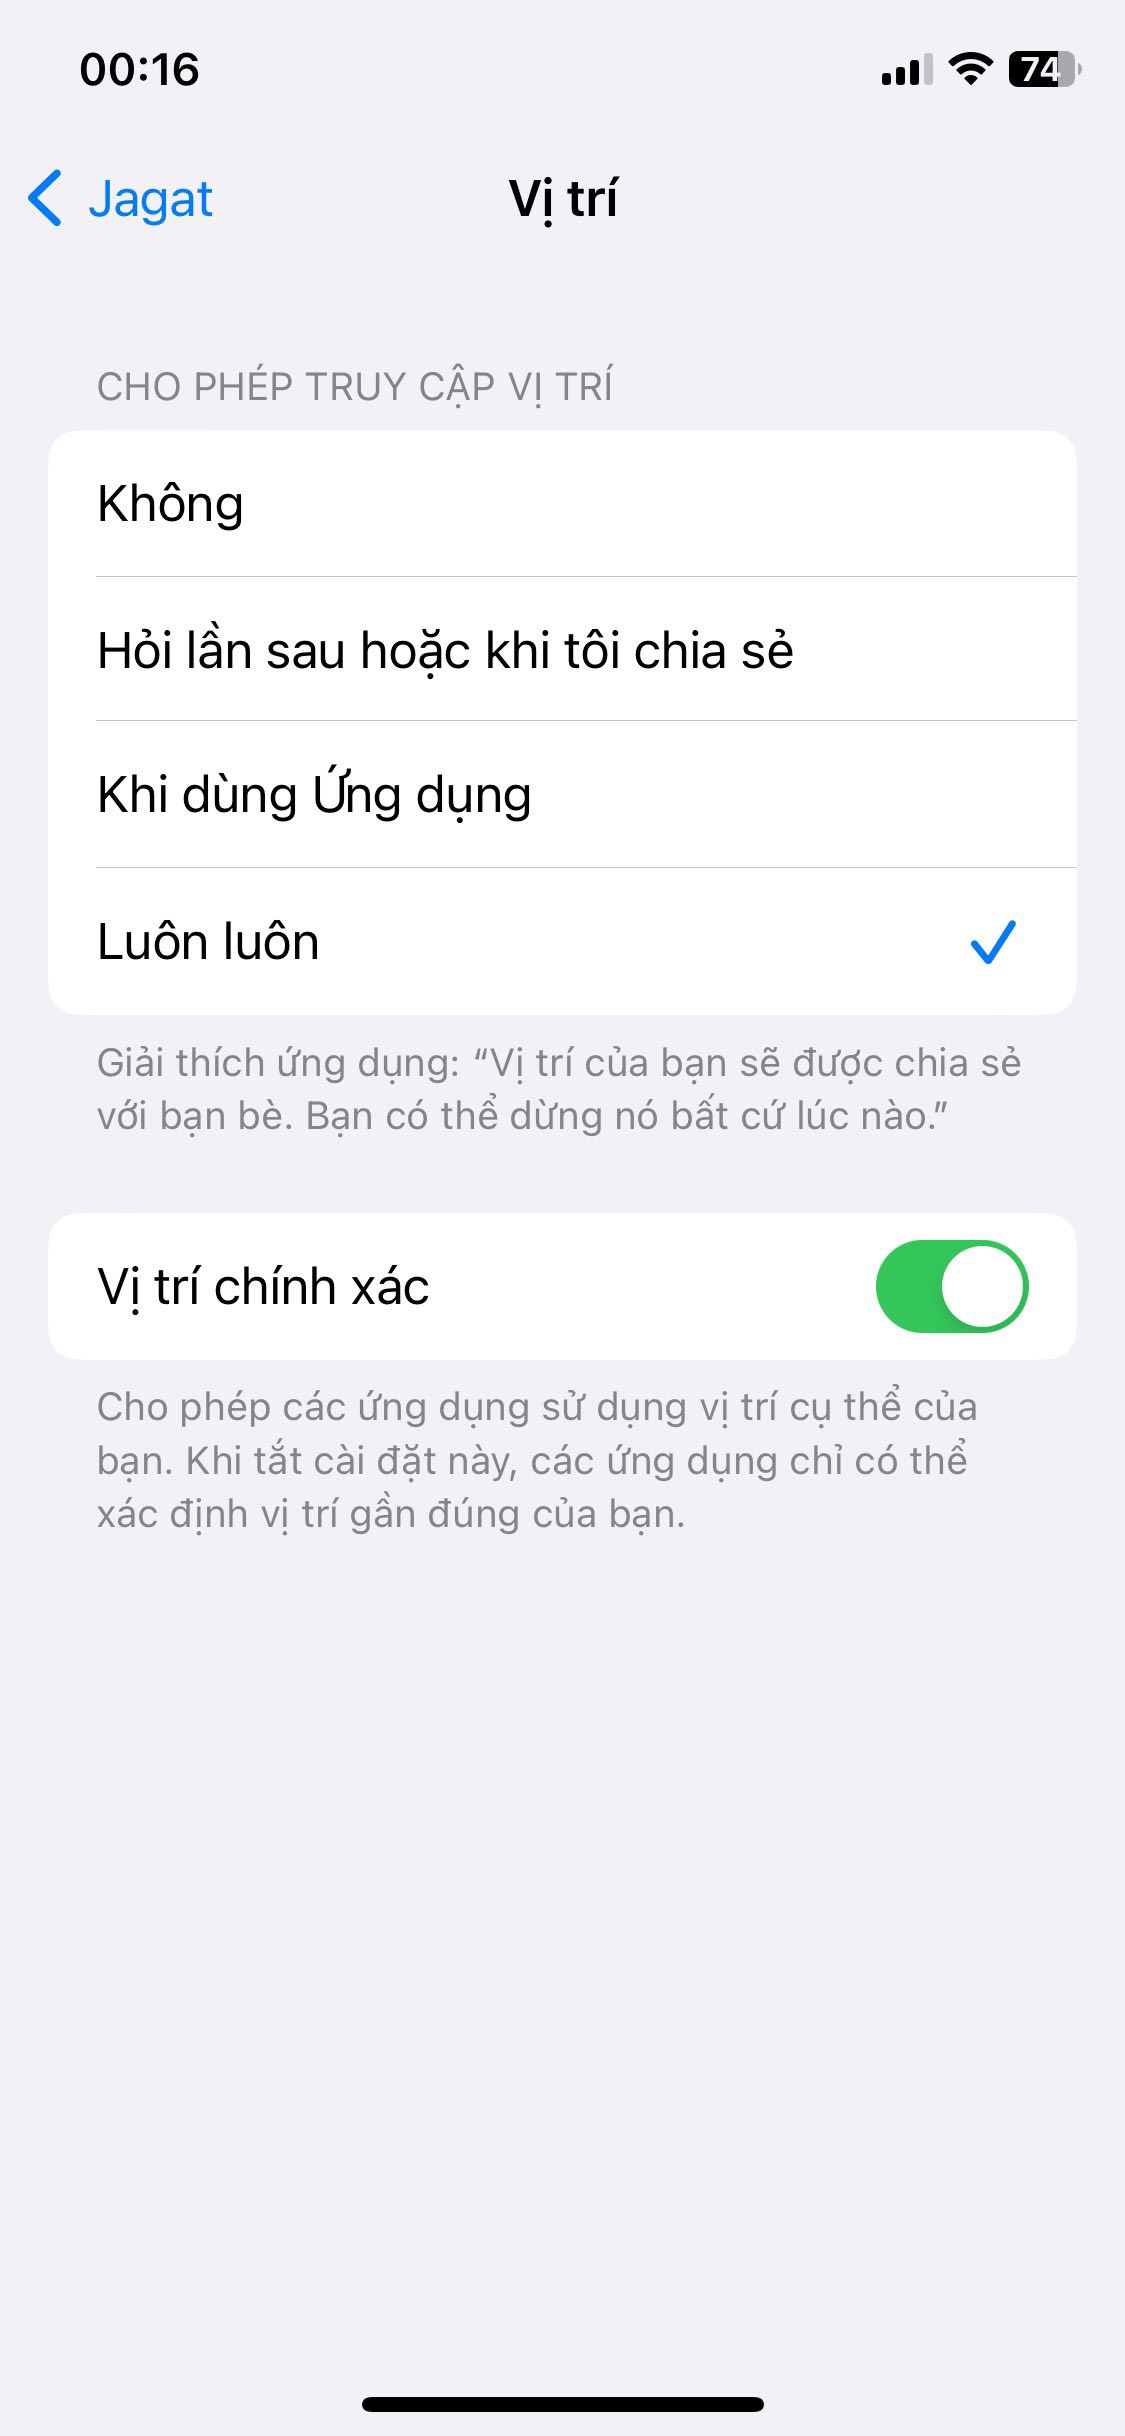 00:16
74
Jagat
Vị trí
CHO PHÉP TRUY CẬP VỊ TRÍ
Không
Hỏi lần sau hoặc khi tôi chia sẻ
Khi dùng Ứng dụng
Luôn luôn
Giải thích ứng dụng: “Vị trí của bạn sẽ được chia sẻ
với bạn bè. Bạn có thể dừng nó bất cứ lúc nào.”
Vị trí chính xác
Cho phép các ứng dụng sử dụng vị trí cụ thể của
bạn. Khi tắt cài đặt này, các ứng dụng chỉ có thể
xác định vị trí gần đúng của bạn.